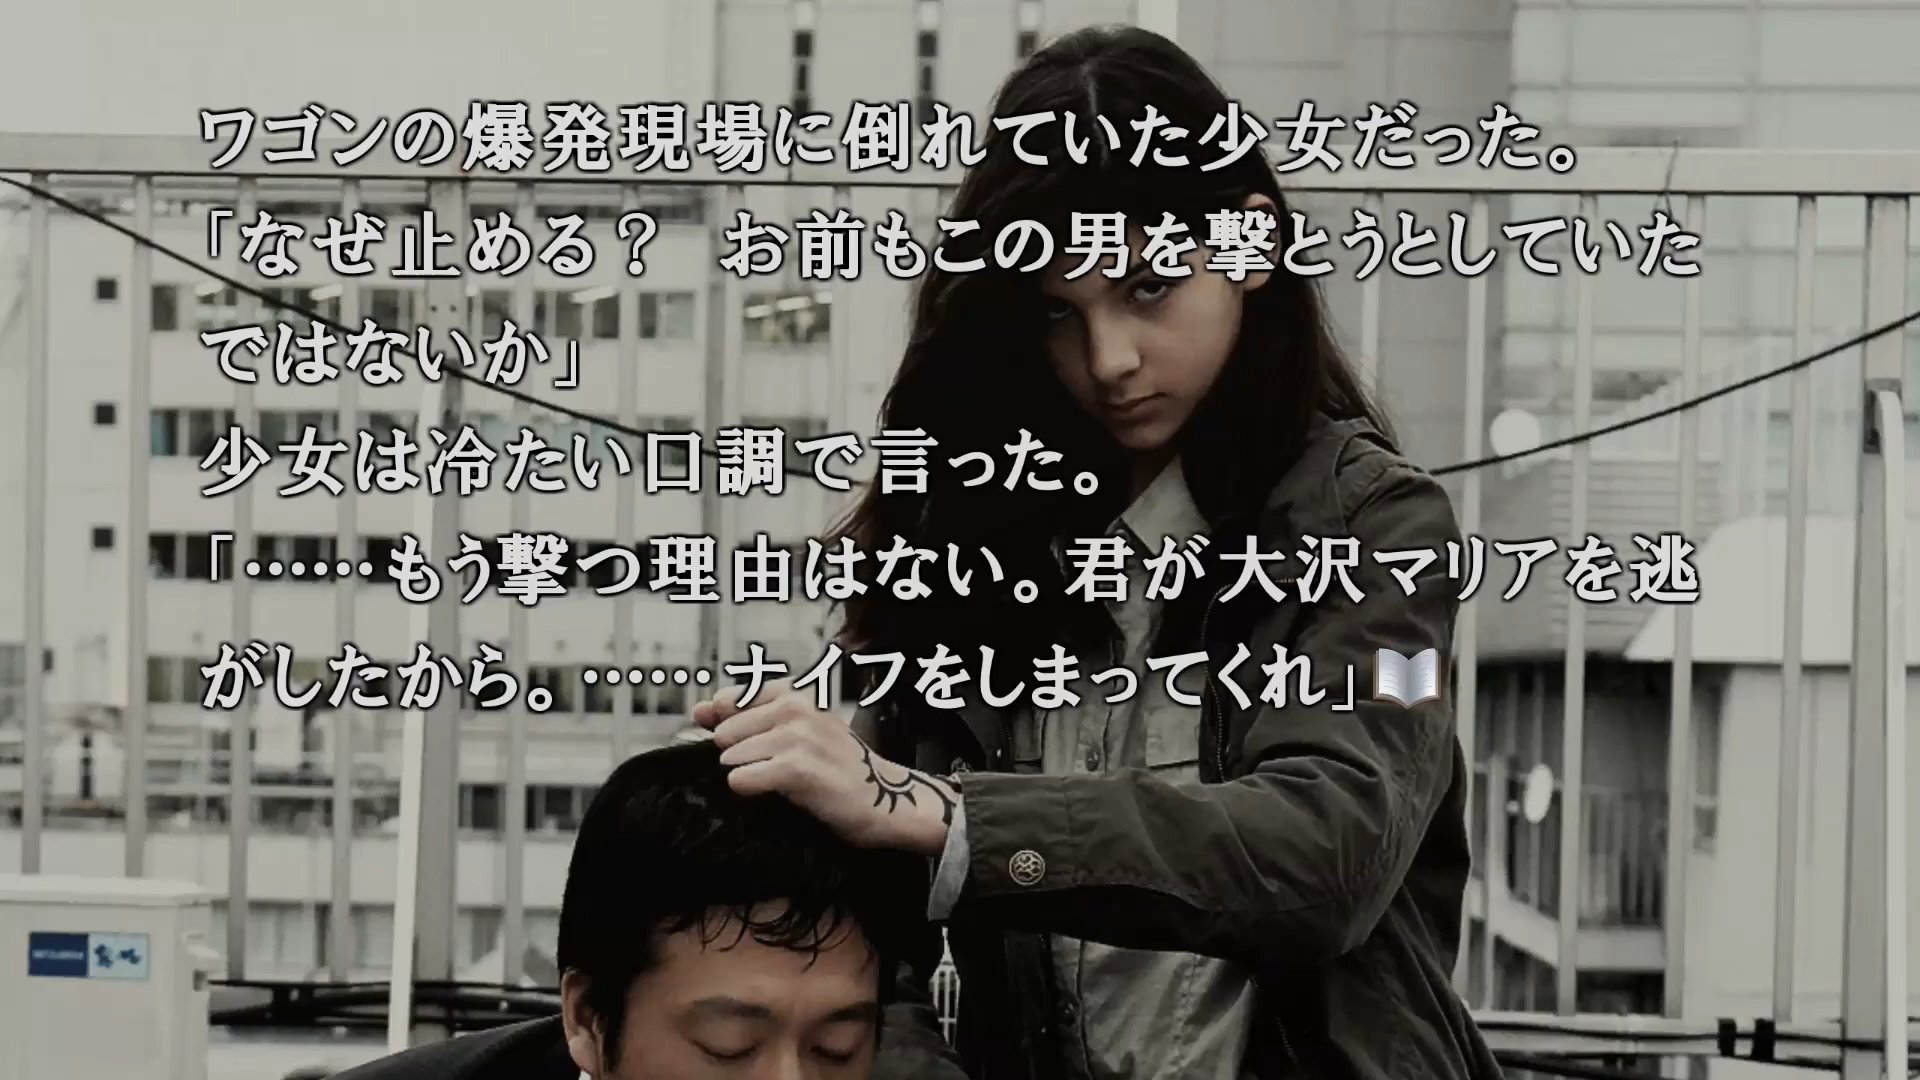 ワゴンの爆発現場に倒れていた少女だった。
「なぜ止める？　お前もこの男を撃とうとしていた
ではないか」
少女は冷たい口調で言った。
「……もう撃つ理由はない。君が大沢マリアを逃
がしたから。……ナイフをしまってくれ」